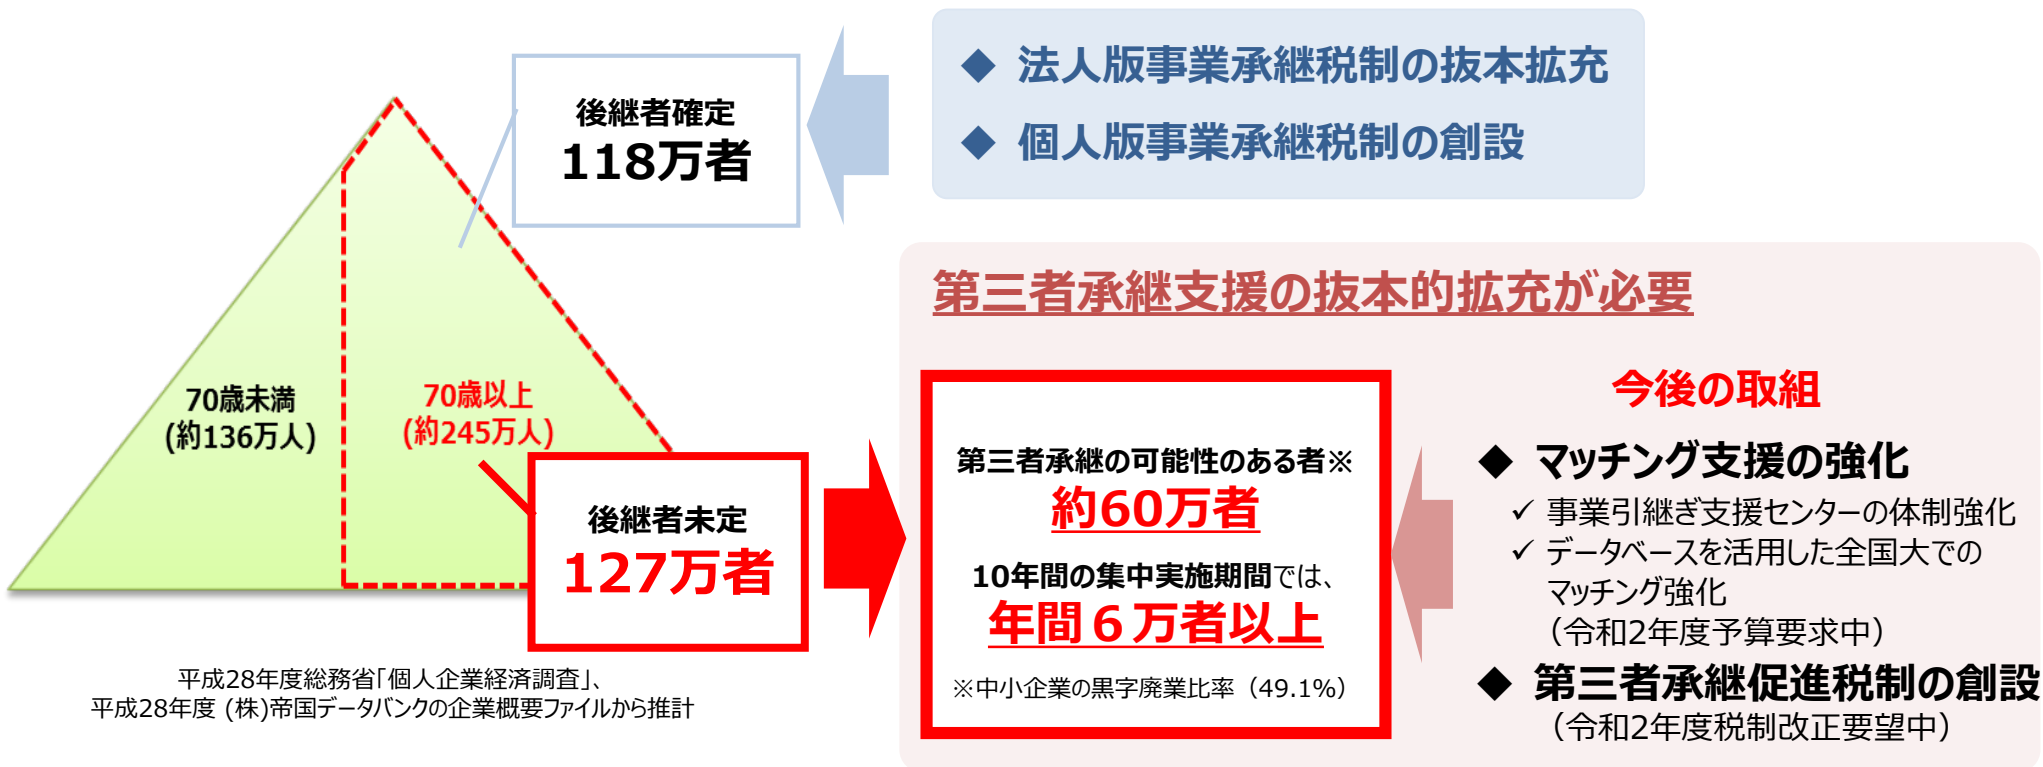 ◆ 法人版事業承継税制の抜本拡充
◆ 個人版事業承継税制の創設
後継者確定
118万者
70歳未満
(約136万人)
70歳以上
(約245万人)
後継者未定
127万者
平成28年度総務省「個人企業経済調査」、
平成28年度 (株)帝国データバンクの企業概要ファイルから推計
第三者承継支援の抜本的拡充が必要
第三者承継の可能性のある者※
約60万者
10年間の集中実施期間では、
年間６万者以上
※中小企業の黒字廃業比率（49.1%）
今後の取組
◆ マッチング支援の強化
✓ 事業引継ぎ支援センターの体制強化
✓ データベースを活用した全国大での
マッチング強化
（令和2年度予算要求中）
◆ 第三者承継促進税制の創設
（令和2年度税制改正要望中）